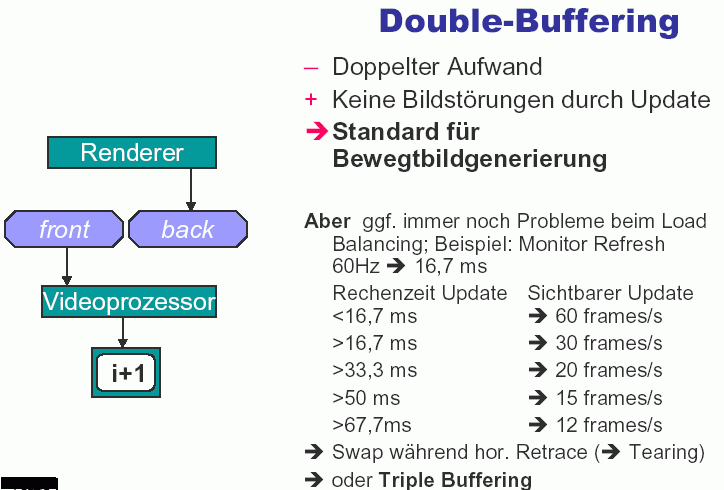 Double-Buffering
– Doppelter Aufwand
+ Keine Bildstörungen durch Update
➔ Standard für
Bewegtbildgenerierung
Renderer
front back
Videoprozessor
i+1
Aber ggf. immer noch Probleme beim Load
Balancing; Beispiel: Monitor Refresh
60Hz ➔ 16,7 ms
Rechenzeit Update Sichtbarer Update
<16,7 ms ➔ 60 frames/s
>16,7 ms ➔ 30 frames/s
>33,3 ms ➔ 20 frames/s
>50 ms ➔ 15 frames/s
>67,7ms ➔ 12 frames/s
➔ Swap während hor. Retrace (➔ Tearing)
➔ oder Triple Buffering